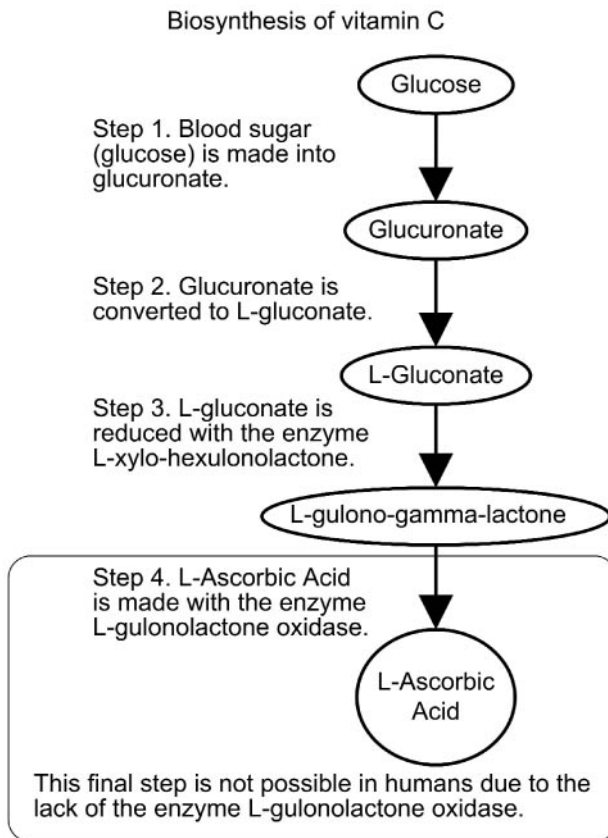 Biosynthesis of vitamin C
Glucose
Step 1. Blood sugar
(glucose) is made into
glucuronate.
Glucuronate
Step 2. Glucuronate is
converted to L-gluconate.
L-Gluconate
Step 3. L-gluconate is
reduced with the enzyme
L-xylo-hexulonolactone.
L-gulono-gamma-lactone
Step 4. L-Ascorbic Acid
is made with the enzyme
L-gulonolactone oxidase.
L-Ascorbic
Acid
This final step is not possible in humans due to the
lack of the enzyme L-gulonolactone oxidase.